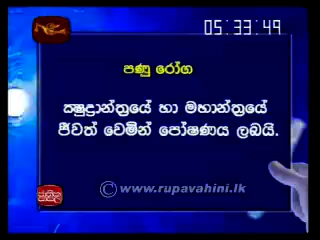 05:33:49
පණු රෝග
ක්‍ෂුද්‍රාන්ත්‍රයේ හා මහාන්ත්‍රයේ
ජීවත් වෙමින් පෝෂණය ලබයි.
©www.rupavahini.lk